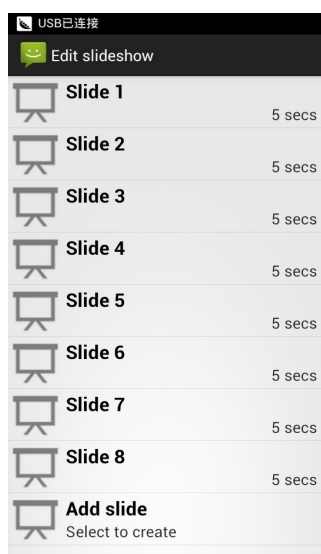 USB已连接
Edit slideshow
Slide 1
5 secs
Slide 2
5 secs
Slide 3
5 secs
Slide 4
5 secs
Slide 5
5 secs
Slide 6
5 secs
Slide 7
5 secs
Slide 8
5 secs
Add slide
Select to create